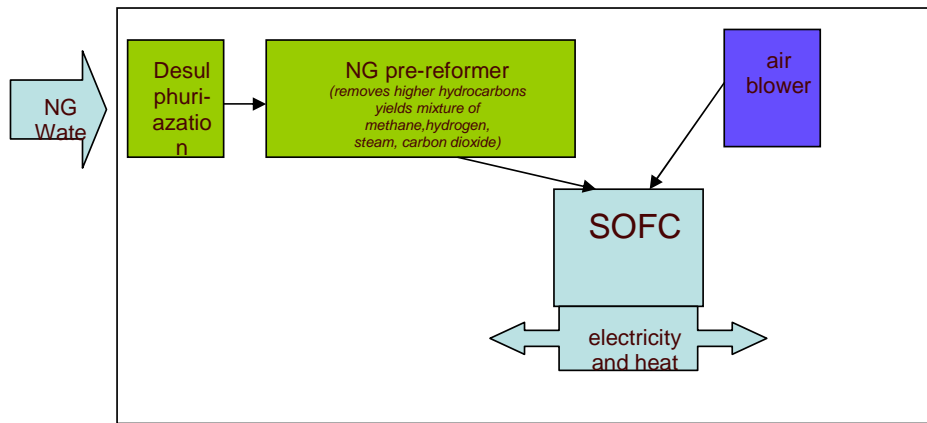 NG
Wate
Desul
phuri-
azatio
n
NG pre-reformer
(removes higher hydrocarbons
yields mixture of
methane,hydrogen,
steam, carbon dioxide)
air
blower
SOFC
electricity
and heat